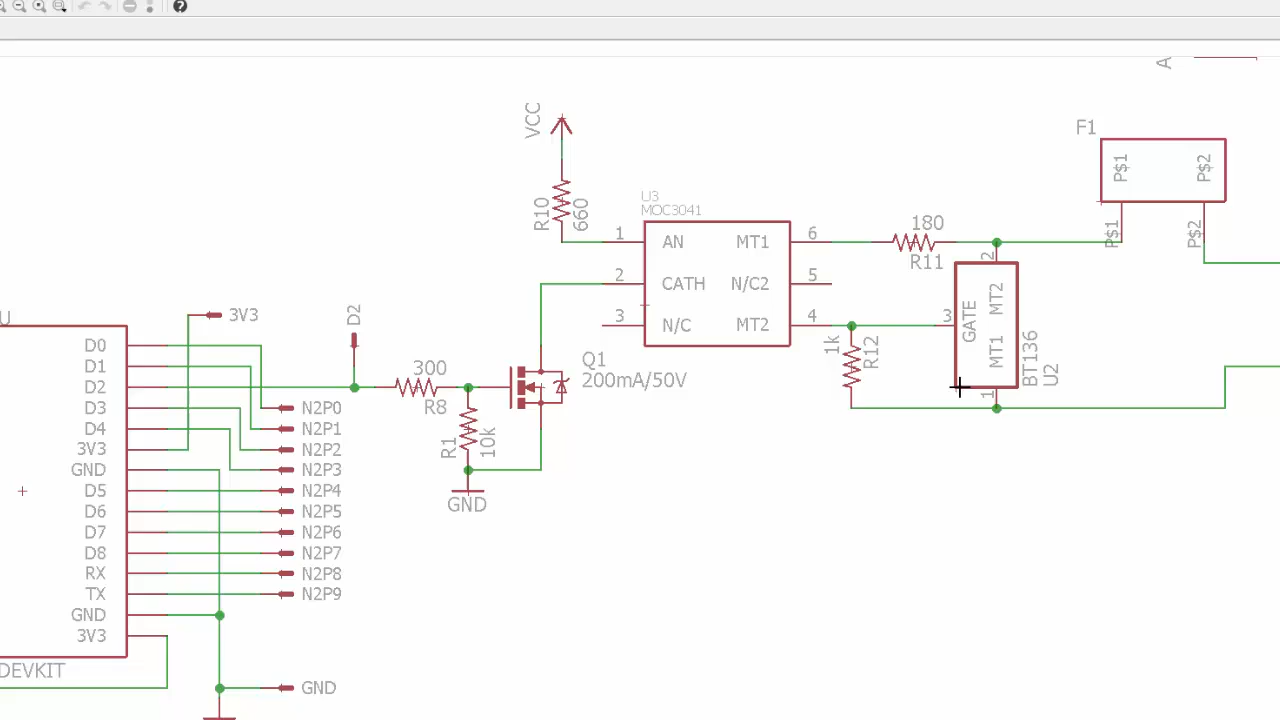 A
F1
P$1
P$2
P$1
P$2
VCC
R10
660
U3
MOC3041
1
AN
MT1
6
2
CATH
N/C2
5
3
N/C
MT2
4
180
R11
2
3
GATE
MT2
MT1
1
BT136
U2
1k
R12
D2
300
R8
Q1
200mA/50V
R1
10k
GND
U
3V3
D0
D1
D2
D3
D4
3V3
GND
D5
D6
D7
D8
RX
TX
GND
3V3
N2P0
N2P1
N2P2
N2P3
N2P4
N2P5
N2P6
N2P7
N2P8
N2P9
DEVKIT
GND